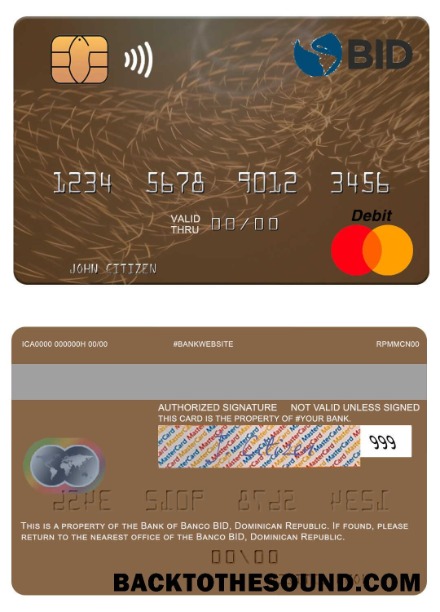 BID
1234 5678 9012 3456
VALID THRU 00/00
Debit
JOHN CITIZEN
ICA0000 000000H 00/00 #BANKWEBSITE RPMMCN00
AUTHORIZED SIGNATURE NOT VALID UNLESS SIGNED
THIS CARD IS THE PROPERTY OF #YOUR BANK.
MasterCard MasterCard MasterCard
999
THIS IS A PROPERTY OF THE BANK OF BANCO BID, DOMINICAN REPUBLIC. IF FOUND, PLEASE
RETURN TO THE NEAREST OFFICE OF THE BANCO BID, DOMINICAN REPUBLIC.
00/00
BACKTOTHESOUND.COM